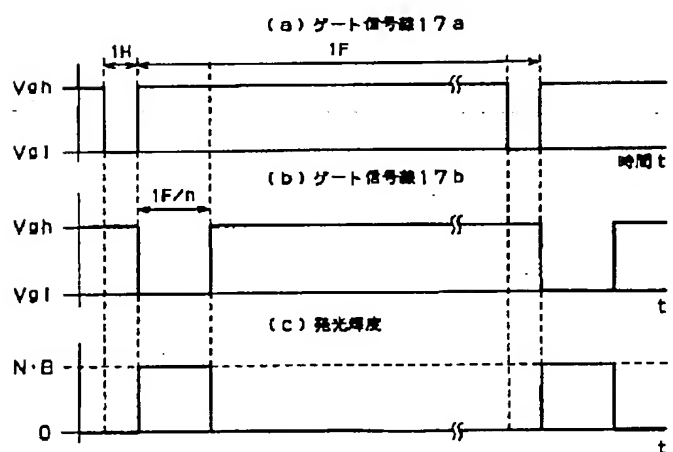 (a)ゲート信号線17a
1H
1F
Vgh
Vgl
時間t
(b)ゲート信号線17b
1F/n
Vgh
Vgl
t
(c)発光輝度
N・B
0
t